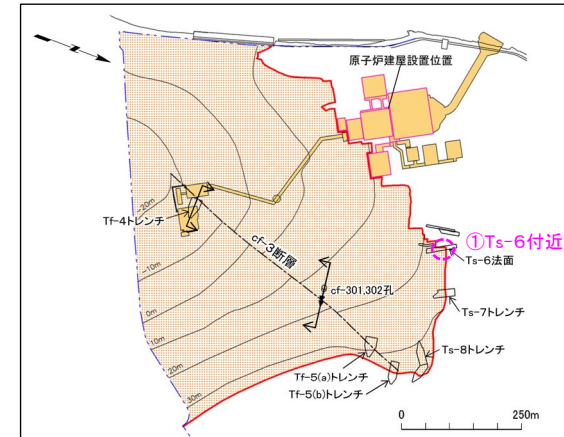 原子炉建屋設置位置
-20m
Tf-4トレンチ
①Ts-6付近
Ts-6法面
cf-3断層
-10m
cf-301,302孔
Ts-7トレンチ
0m
10m
20m
30m
Ts-8トレンチ
Tf-5(a)トレンチ
Tf-5(b)トレンチ
0 250m